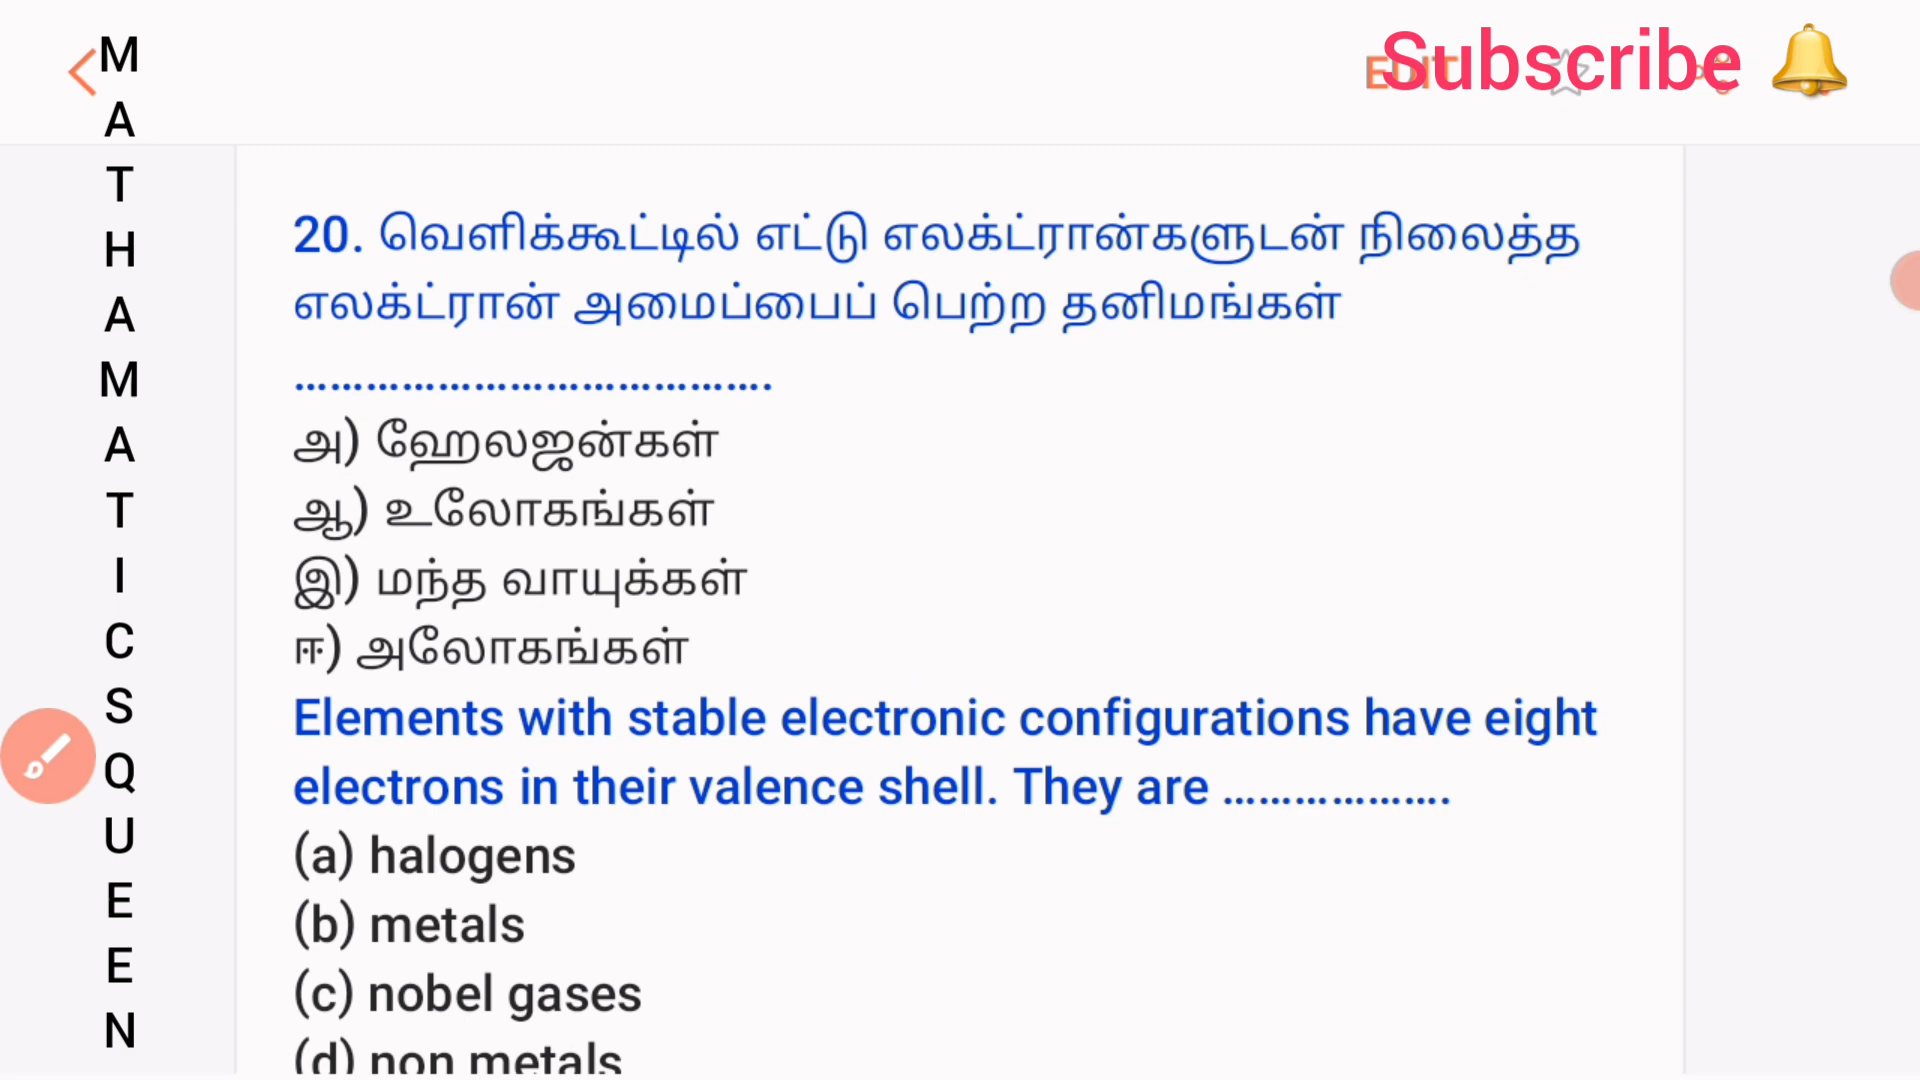 Subscribe 🔔
MATHAMATICSQUEEN
20. வெளிக்கூட்டில் எட்டு எலக்ட்ரான்களுடன் நிலைத்த
எலக்ட்ரான் அமைப்பைப் பெற்ற தனிமங்கள்
………………………………….
அ) ஹேலஜன்கள்
ஆ) உலோகங்கள்
இ) மந்த வாயுக்கள்
ஈ) அலோகங்கள்
Elements with stable electronic configurations have eight
electrons in their valence shell. They are ……………….
(a) halogens
(b) metals
(c) nobel gases
(d) non metals